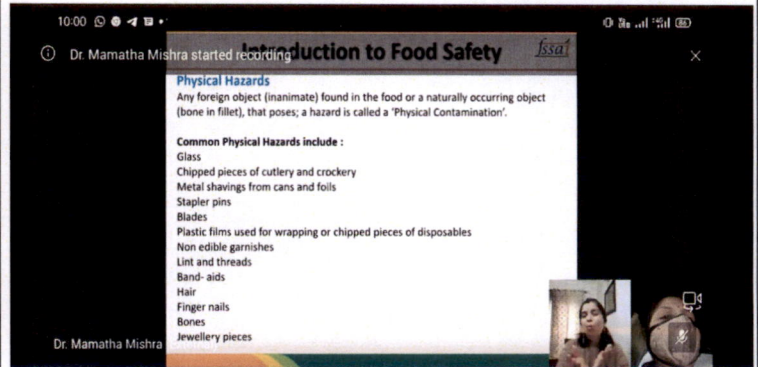 10:00
86
Dr. Mamatha Mishra started recording
Introduction to Food Safety
fssai
Physical Hazards
Any foreign object (inanimate) found in the food or a naturally occurring object
(bone in fillet), that poses; a hazard is called a 'Physical Contamination'.
Common Physical Hazards include :
Glass
Chipped pieces of cutlery and crockery
Metal shavings from cans and foils
Stapler pins
Blades
Plastic films used for wrapping or chipped pieces of disposables
Non edible garnishes
Lint and threads
Band- aids
Hair
Finger nails
Bones
Jewellery pieces
Dr. Mamatha Mishra